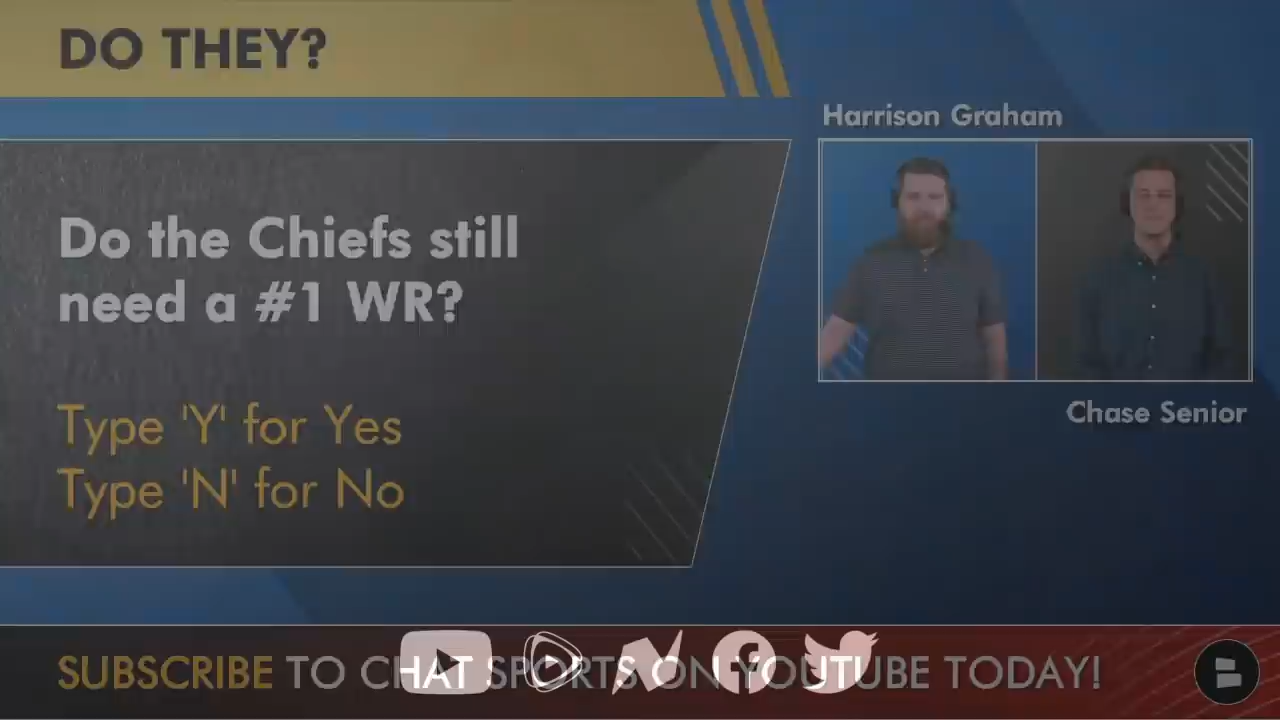 DO THEY?
Harrison Graham
Do the Chiefs still
need a #1 WR?
Type 'Y' for Yes
Type 'N' for No
Chase Senior
SUBSCRIBE TO CHAT SPORTS ON YOUTUBE TODAY!